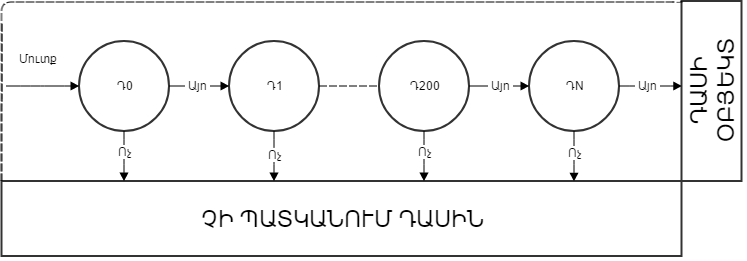 Մուտք
Դ0
Այո
Դ1
Դ200
Այո
ԴN
Այո
Ոչ
Ոչ
Ոչ
Ոչ
ԴԱՍԻ
ՕԲՅԵԿՏ
ՉԻ ՊԱՏԿԱՆՈՒՄ ԴԱՍԻՆ